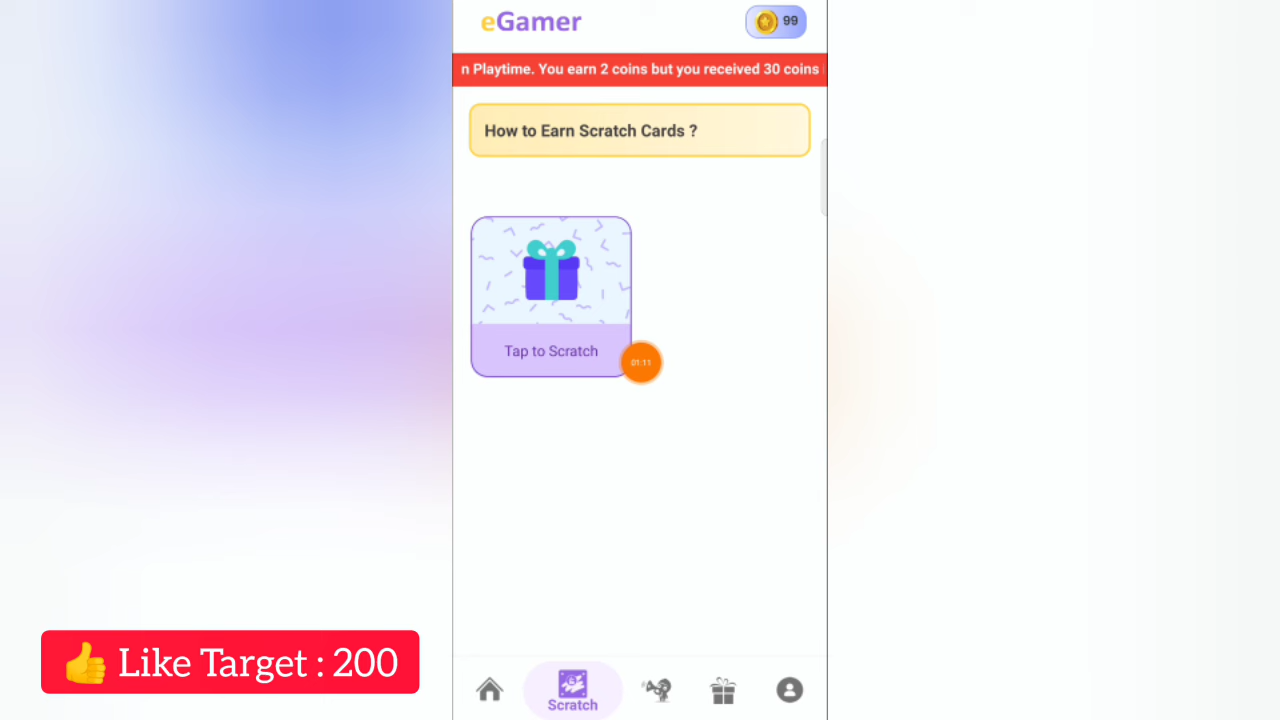 eGamer
99
n Playtime. You earn 2 coins but you received 30 coins
How to Earn Scratch Cards ?
Tap to Scratch
01:11
👍 Like Target : 200
Scratch